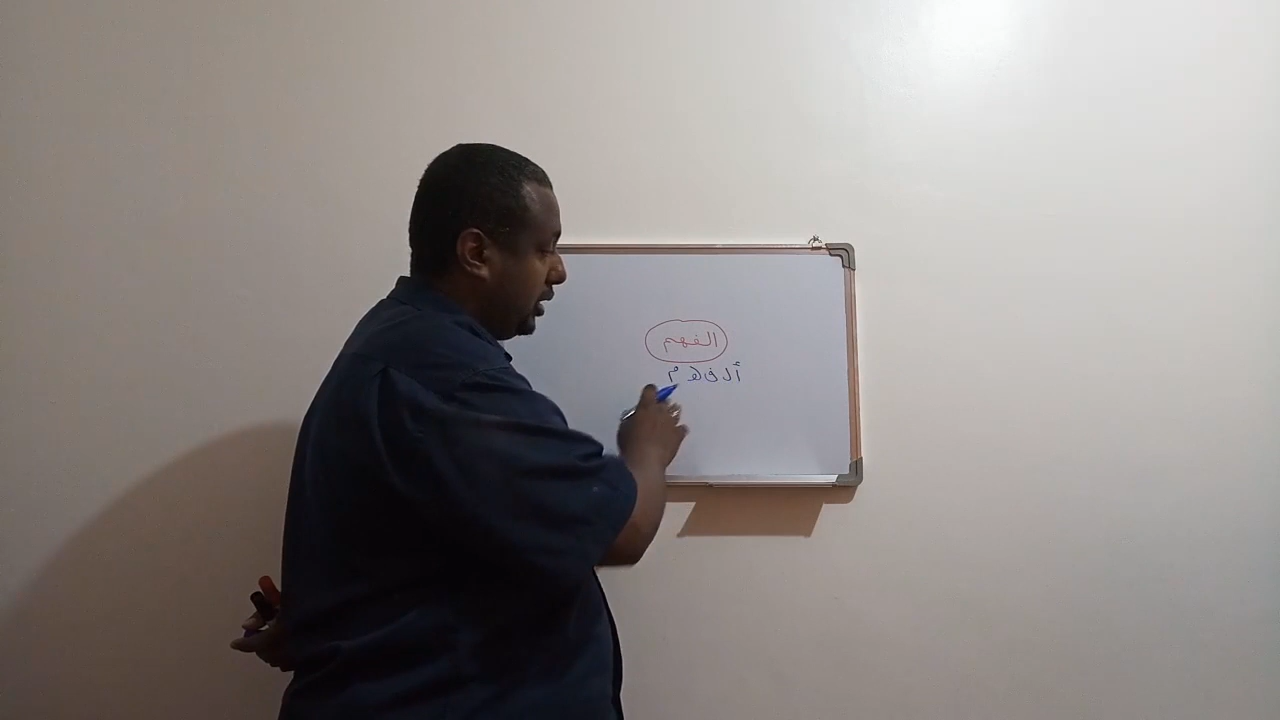 الفهم
أ ل ف ه م